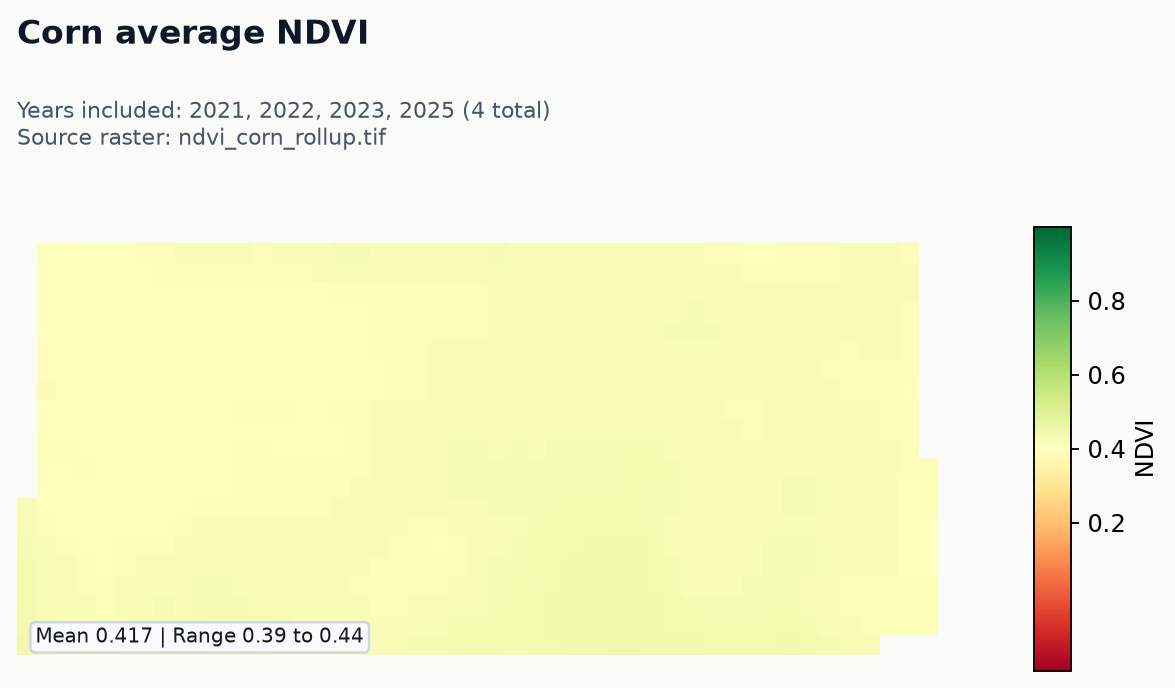 Corn average NDVI
Years included: 2021, 2022, 2023, 2025 (4 total)
Source raster: ndvi_corn_rollup.tif
0.8
0.6
0.4
0.2
NDVI
Mean 0.417 | Range 0.39 to 0.44